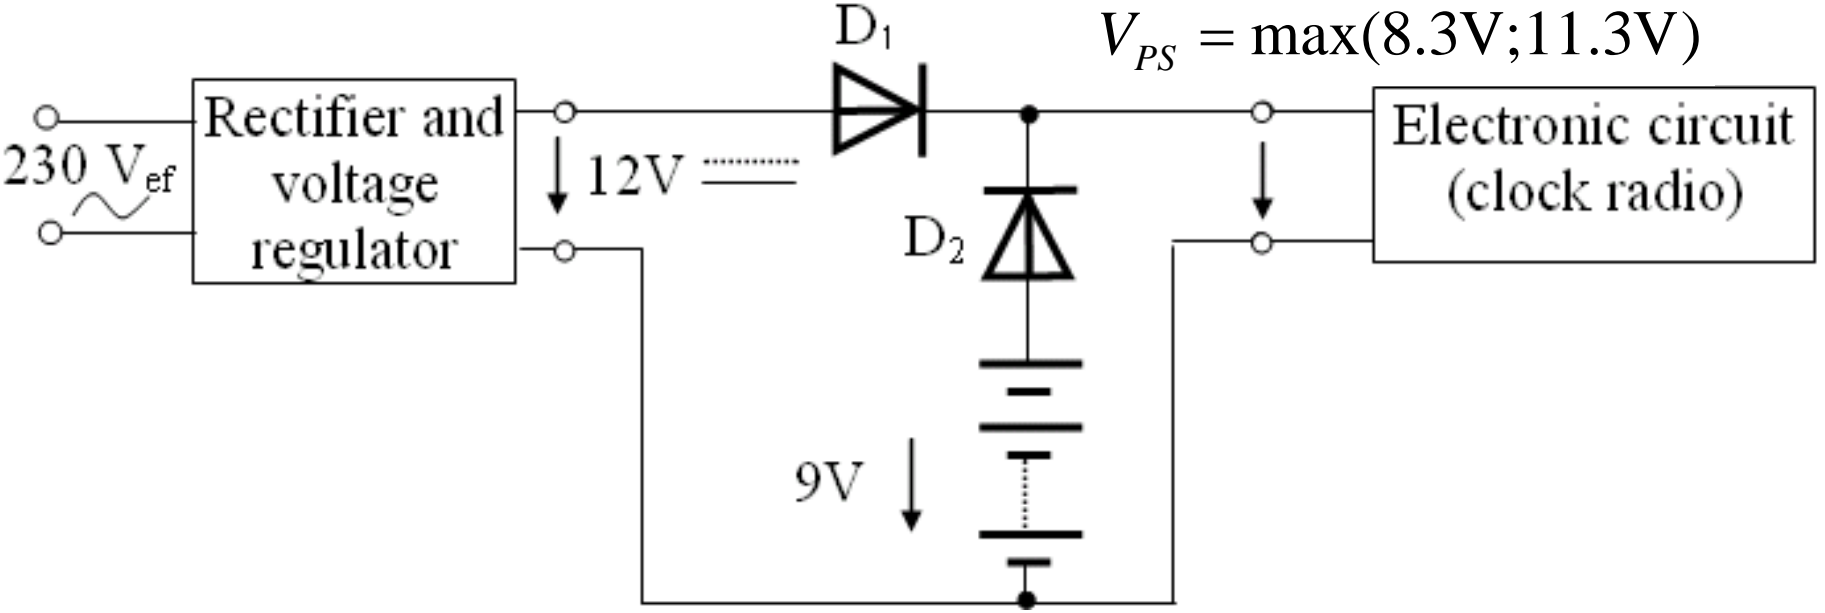 D₁
V_PS = max(8.3V;11.3V)
230 V_ef
Rectifier and
voltage
regulator
12V
Electronic circuit
(clock radio)
D₂
9V